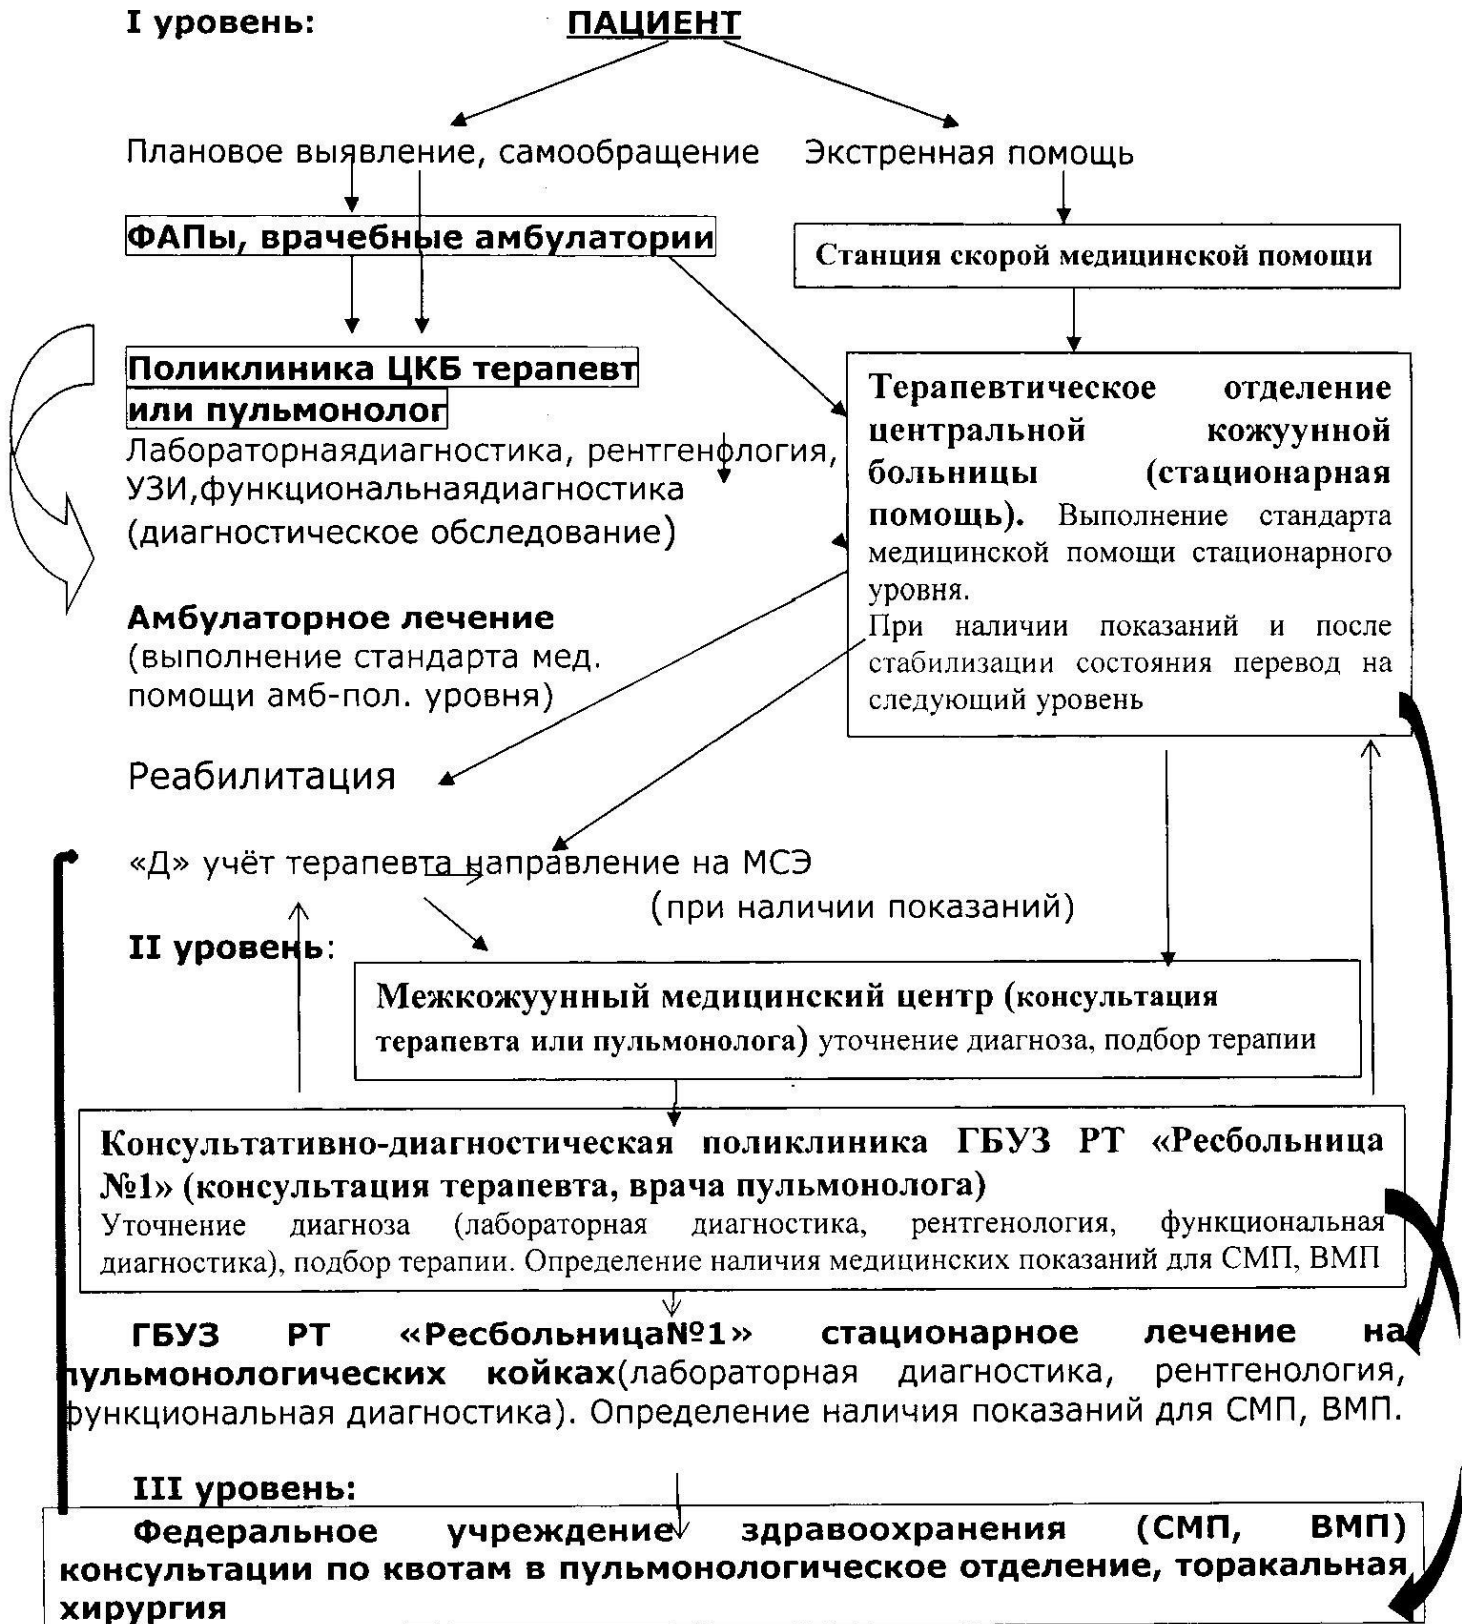 I уровень: ПАЦИЕНТ
Плановое выявление, самообращение Экстренная помощь
ФАПы, врачебные амбулатории
Станция скорой медицинской помощи
Поликлиника ЦКБ терапевт
или пульмонолог
Лабораторнаядиагностика, рентгенология,
УЗИ,функциональнаядиагностика
(диагностическое обследование)
Терапевтическое отделение
центральной кожуунной
больницы (стационарная
помощь). Выполнение стандарта
медицинской помощи стационарного
уровня.
При наличии показаний и после
стабилизации состояния перевод на
следующий уровень
Амбулаторное лечение
(выполнение стандарта мед.
помощи амб-пол. уровня)
Реабилитация
«Д» учёт терапевта направление на МСЭ
(при наличии показаний)
II уровень:
Межкожуунный медицинский центр (консультация
терапевта или пульмонолога) уточнение диагноза, подбор терапии
Консультативно-диагностическая поликлиника ГБУЗ РТ «Ресбольница
№1» (консультация терапевта, врача пульмонолога)
Уточнение диагноза (лабораторная диагностика, рентгенология, функциональная
диагностика), подбор терапии. Определение наличия медицинских показаний для СМП, ВМП
ГБУЗ РТ «Ресбольница№1» стационарное лечение на
пульмонологических койках(лабораторная диагностика, рентгенология,
функциональная диагностика). Определение наличия показаний для СМП, ВМП.
III уровень:
Федеральное учреждение здравоохранения (СМП, ВМП)
консультации по квотам в пульмонологическое отделение, торакальная
хирургия